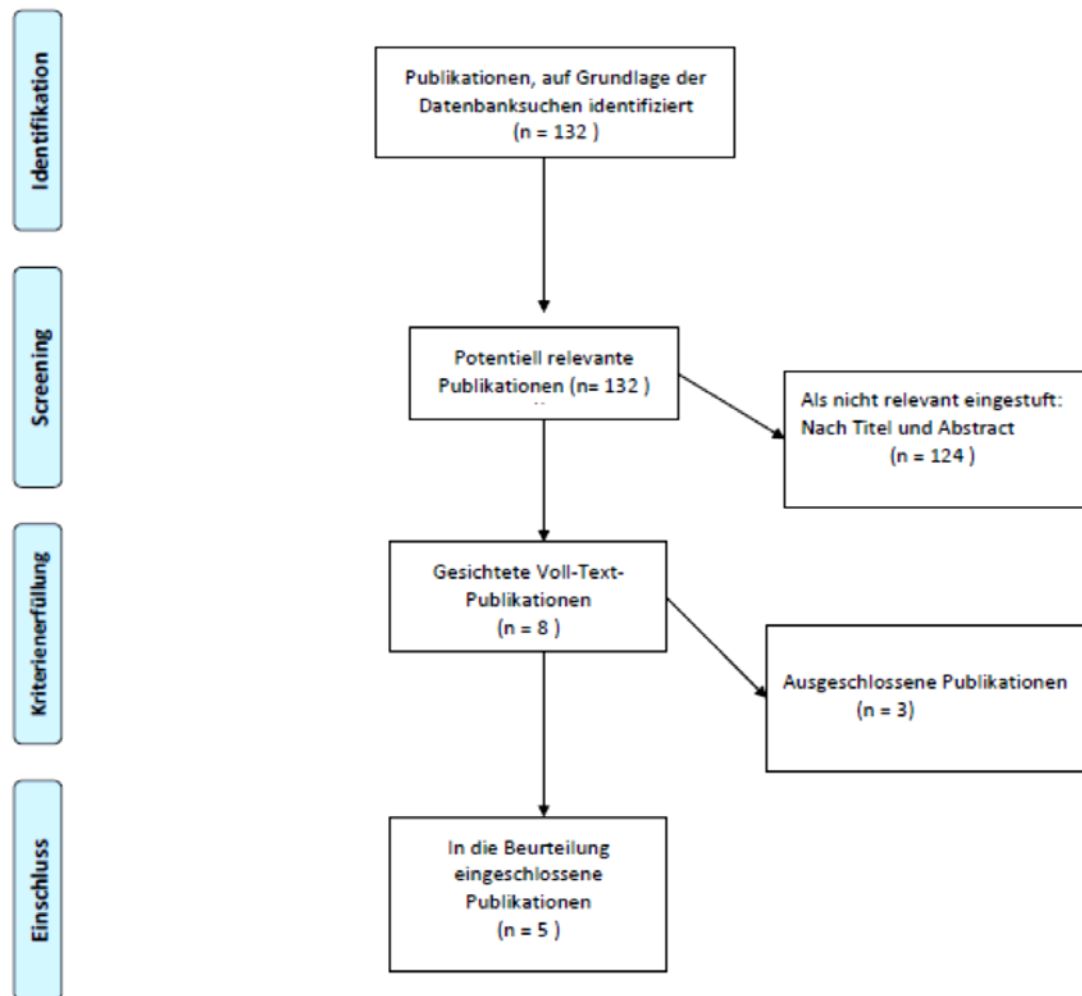 Identifikation
Publikationen, auf Grundlage der
Datenbanksuchen identifiziert
(n = 132 )
Screening
Potentiell relevante
Publikationen (n= 132 )
Als nicht relevant eingestuft:
Nach Titel und Abstract
(n = 124 )
Kriterienerfüllung
Gesichtete Voll-Text-
Publikationen
(n = 8 )
Ausgeschlossene Publikationen
(n = 3)
Einschluss
In die Beurteilung
eingeschlossene
Publikationen
(n = 5 )